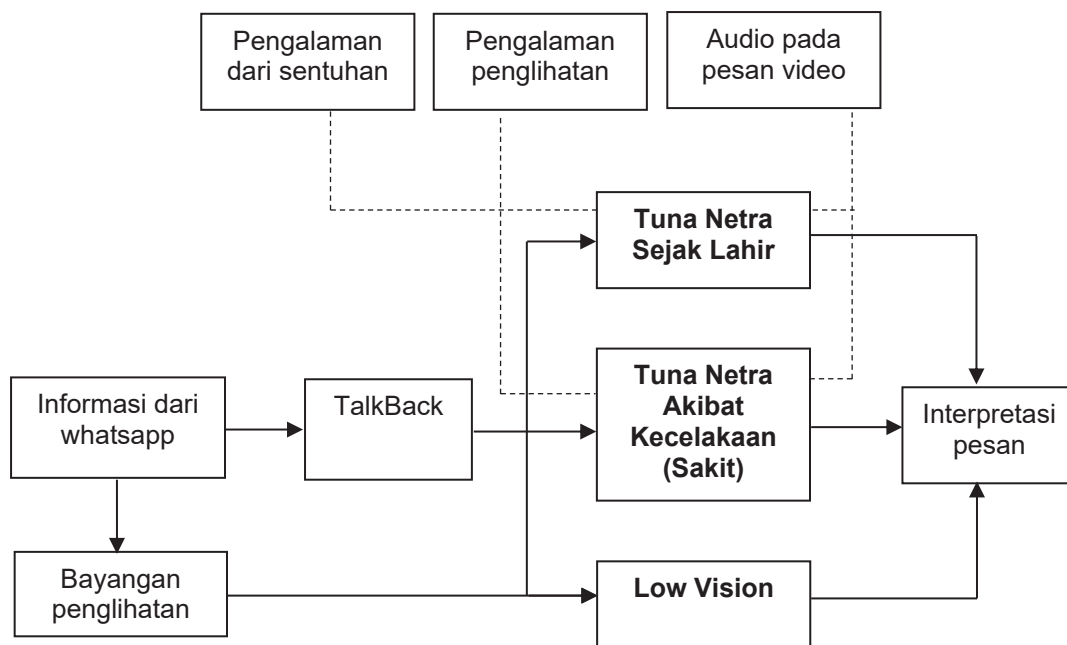 Pengalaman
dari sentuhan
Pengalaman
penglihatan
Audio pada
pesan video
Tuna Netra
Sejak Lahir
Informasi dari
whatsapp
TalkBack
Tuna Netra
Akibat
Kecelakaan
(Sakit)
Interpretasi
pesan
Bayangan
penglihatan
Low Vision